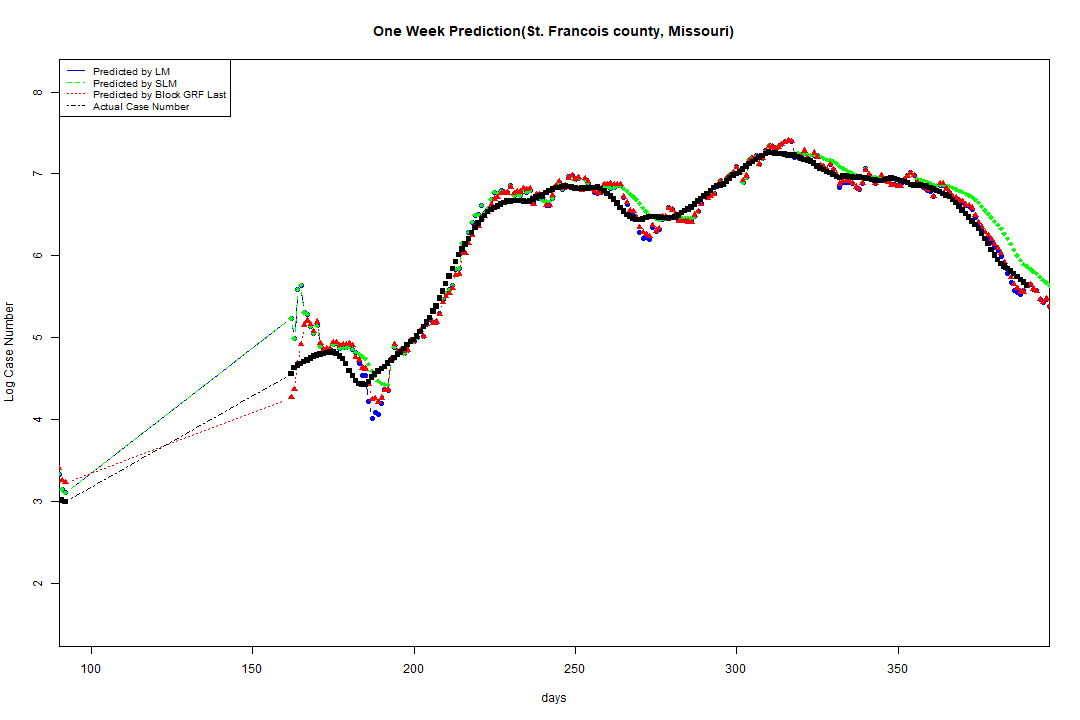 One Week Prediction(St. Francois county, Missouri)
Predicted by LM
Predicted by SLM
Predicted by Block GRF Last
Actual Case Number
8
7
6
5
4
3
2
Log Case Number
100 150 200 250 300 350
days